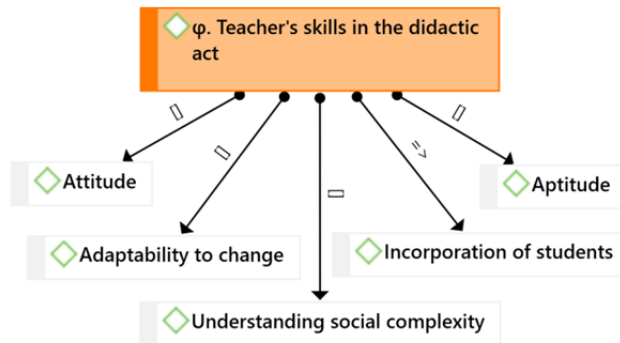 φ. Teacher's skills in the didactic
act
=>
Attitude
Aptitude
Adaptability to change
Incorporation of students
Understanding social complexity